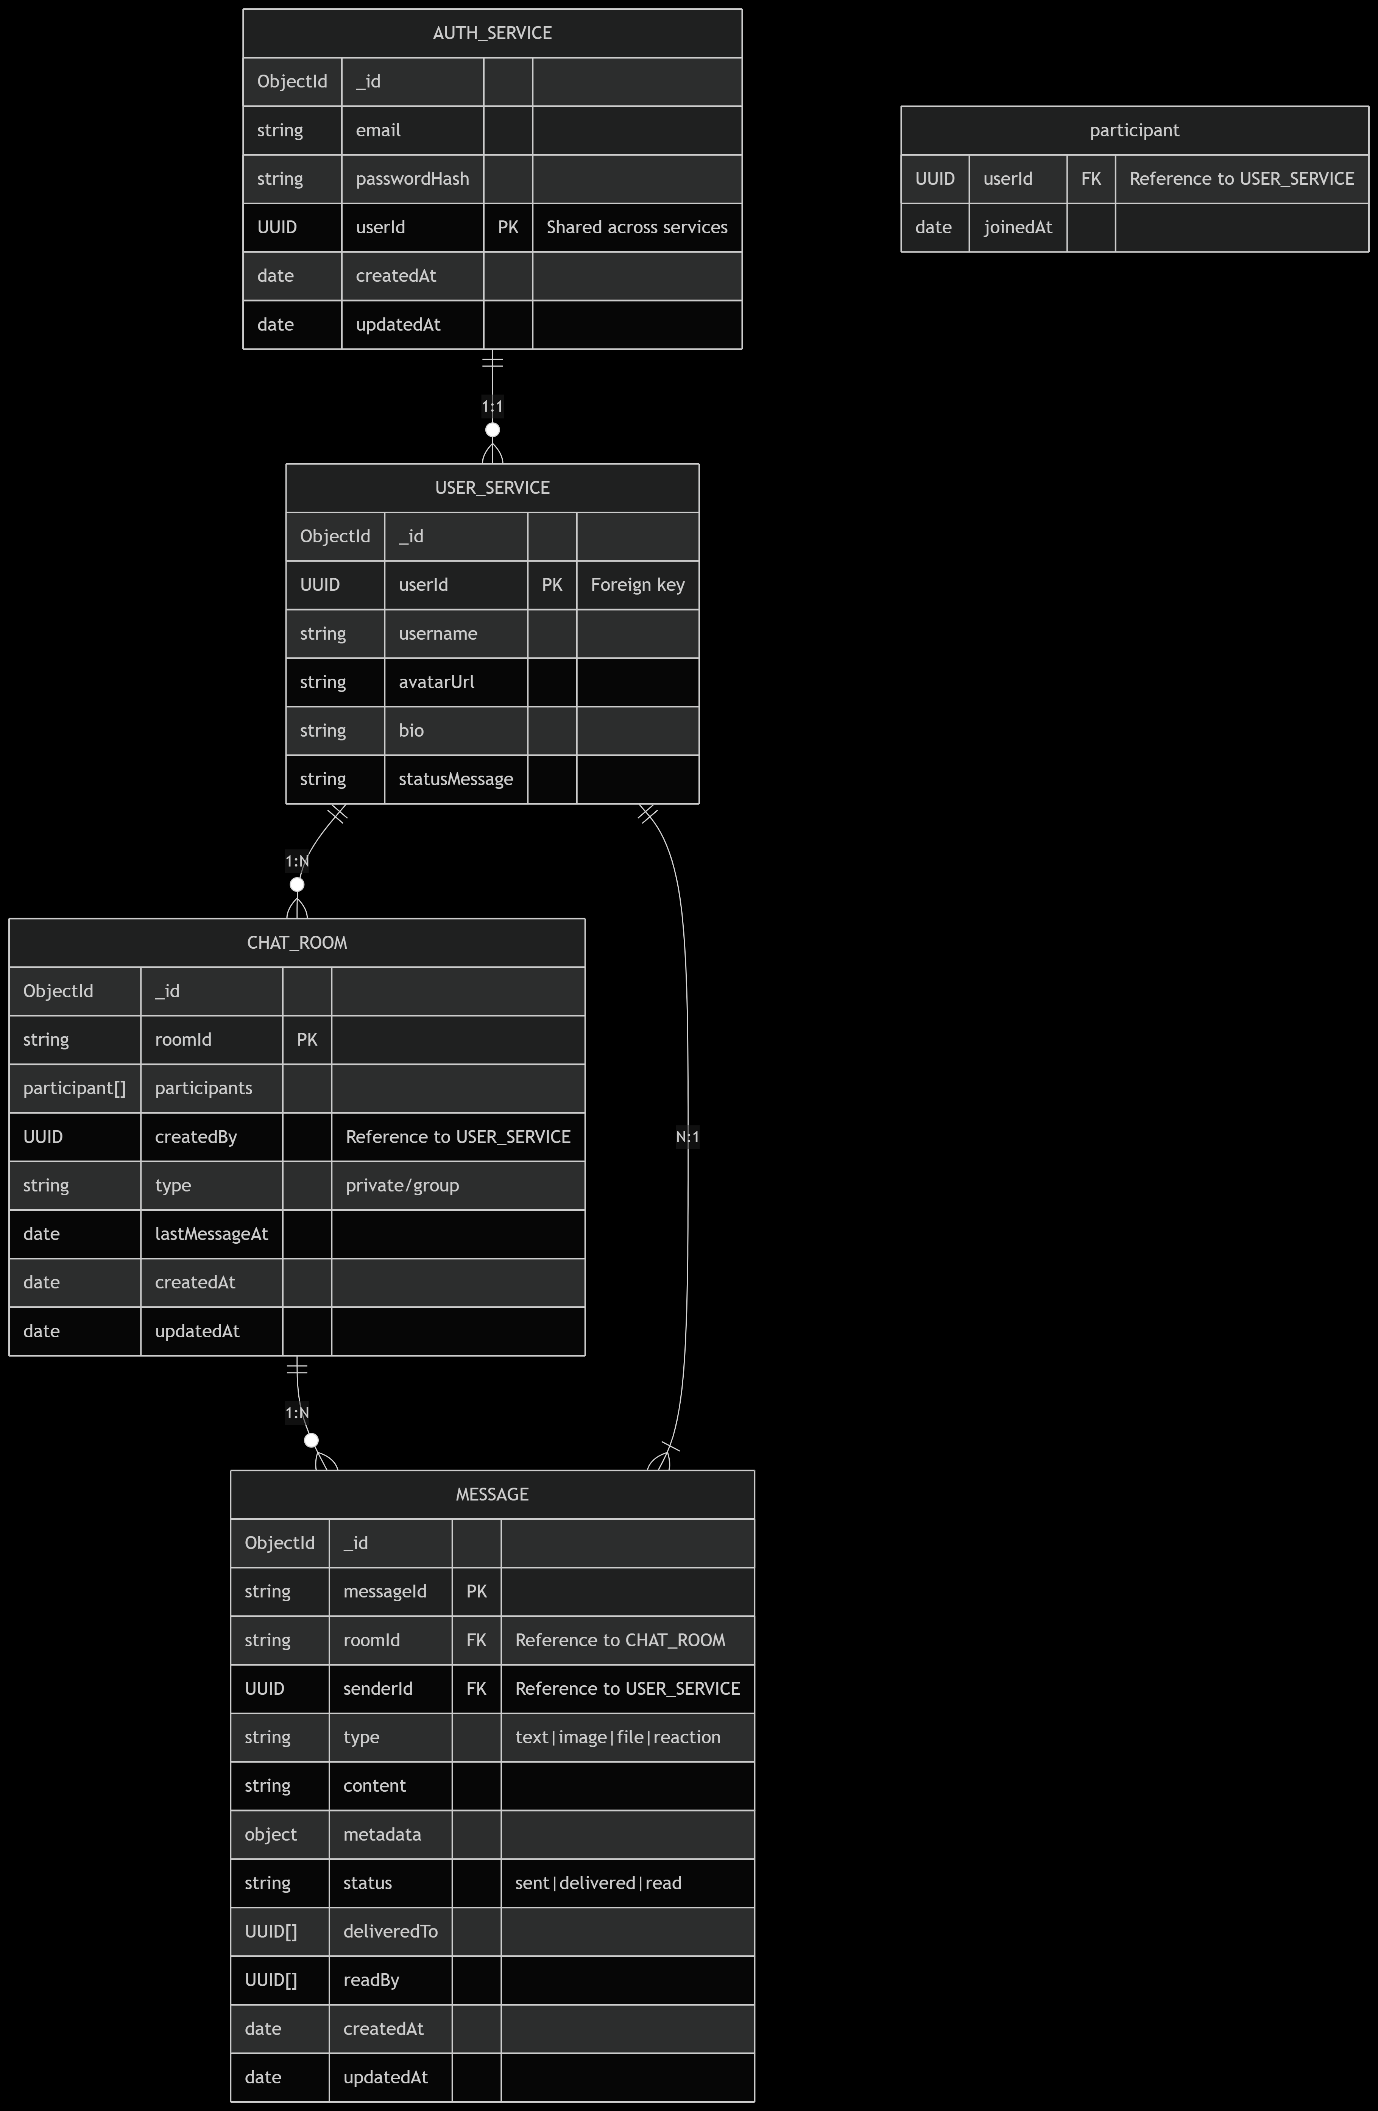 AUTH_SERVICE
ObjectId _id
string email
string passwordHash
UUID userId PK Shared across services
date createdAt
date updatedAt
participant
UUID userId FK Reference to USER_SERVICE
date joinedAt
1:1
USER_SERVICE
ObjectId _id
UUID userId PK Foreign key
string username
string avatarUrl
string bio
string statusMessage
1:N
CHAT_ROOM
ObjectId _id
string roomId PK
participant[] participants
UUID createdBy Reference to USER_SERVICE
string type private/group
date lastMessageAt
date createdAt
date updatedAt
N:1
1:N
MESSAGE
ObjectId _id
string messageId PK
string roomId FK Reference to CHAT_ROOM
UUID senderId FK Reference to USER_SERVICE
string type text|image|file|reaction
string content
object metadata
string status sent|delivered|read
UUID[] deliveredTo
UUID[] readBy
date createdAt
date updatedAt